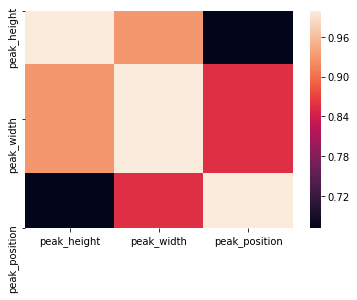 peak_height
peak_width
peak_position
peak_height peak_width peak_position
0.96
0.90
0.84
0.78
0.72